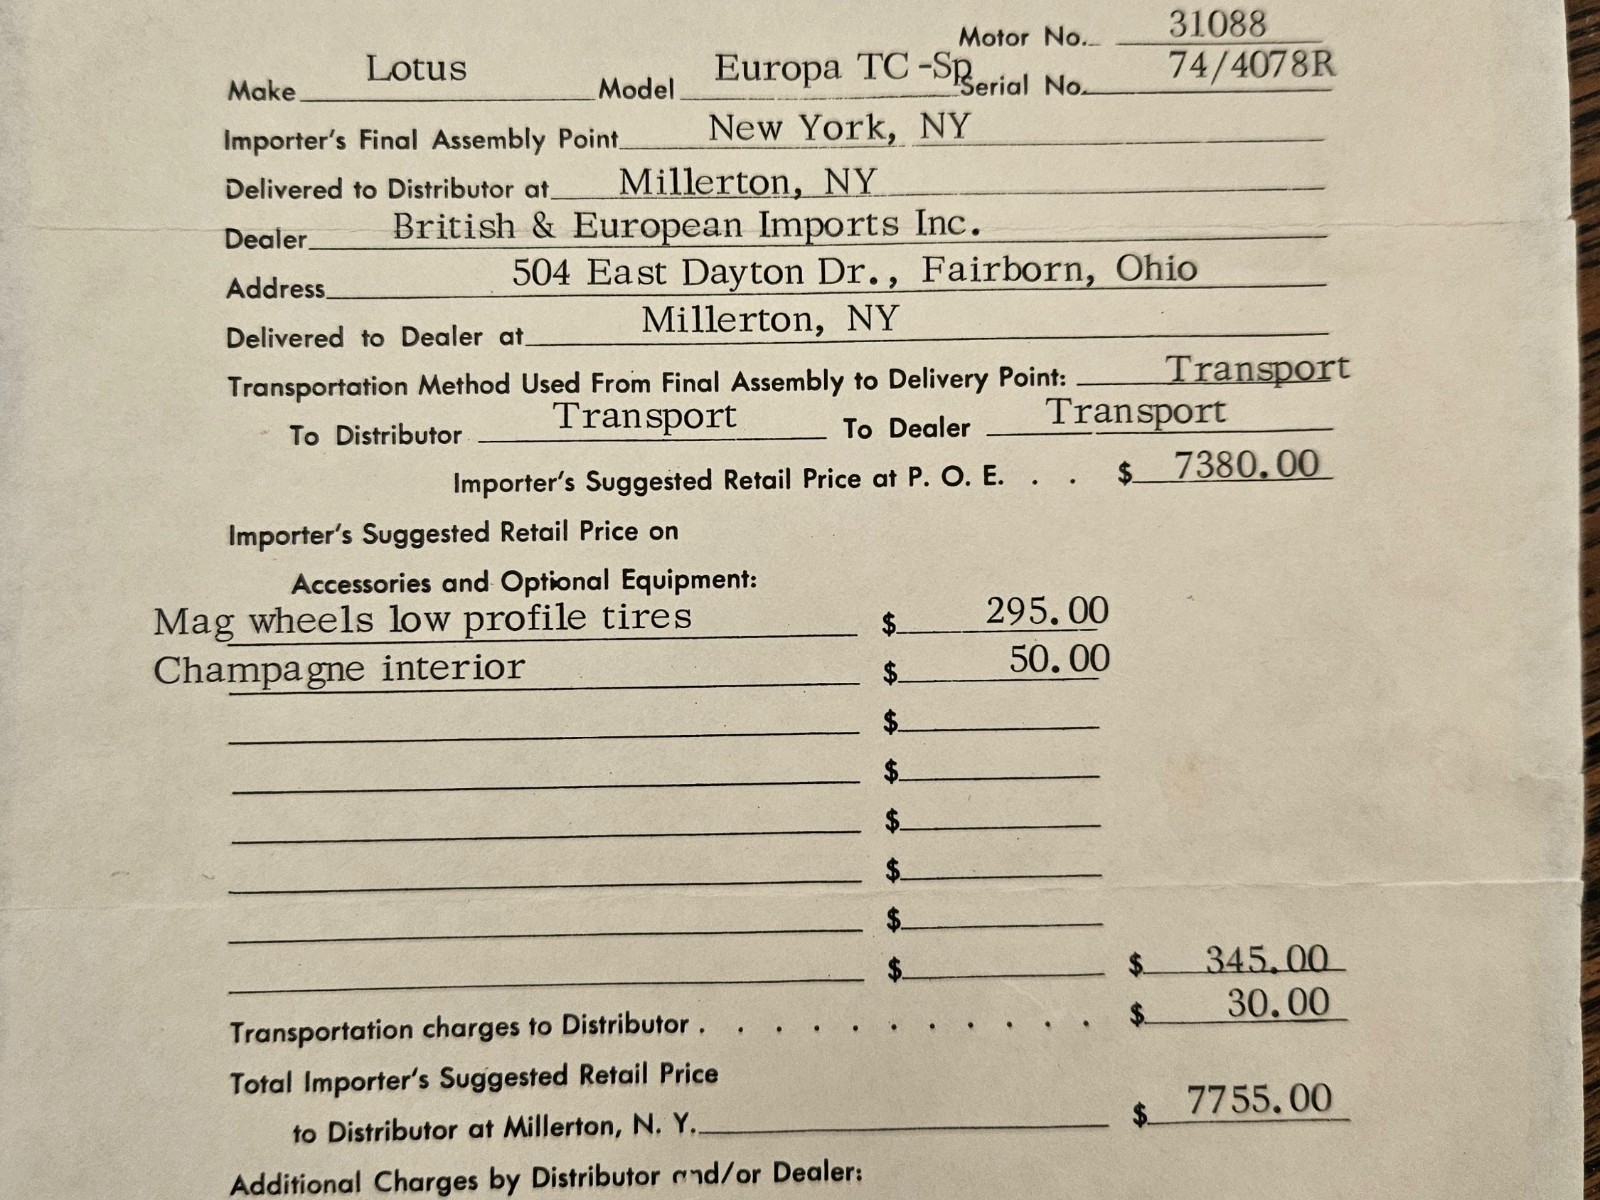 Motor No. 31088
Make Lotus Model Europa TC -Sp Serial No. 74/4078R
Importer's Final Assembly Point New York, NY
Delivered to Distributor at Millerton, NY
Dealer British & European Imports Inc.
Address 504 East Dayton Dr., Fairborn, Ohio
Delivered to Dealer at Millerton, NY
Transportation Method Used From Final Assembly to Delivery Point: Transport
To Distributor Transport To Dealer Transport
Importer's Suggested Retail Price at P. O. E. . . $ 7380.00
Importer's Suggested Retail Price on
Accessories and Optional Equipment:
Mag wheels low profile tires $ 295.00
Champagne interior $ 50.00
$
$
$
$
$
$ $ 345.00
Transportation charges to Distributor . . . . . . . . . . . $ 30.00
Total Importer's Suggested Retail Price
to Distributor at Millerton, N. Y. $ 7755.00
Additional Charges by Distributor and/or Dealer: